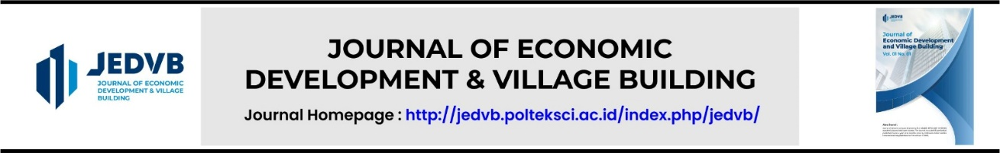 JEDVB
JOURNAL OF ECONOMIC
DEVELOPMENT & VILLAGE
BUILDING
JOURNAL OF ECONOMIC
DEVELOPMENT & VILLAGE BUILDING
Journal Homepage : http://jedvb.polteksci.ac.id/index.php/jedvb/
JEDVB
Journal of
Economic Development
and Village Building
Vol. 01 No. 01